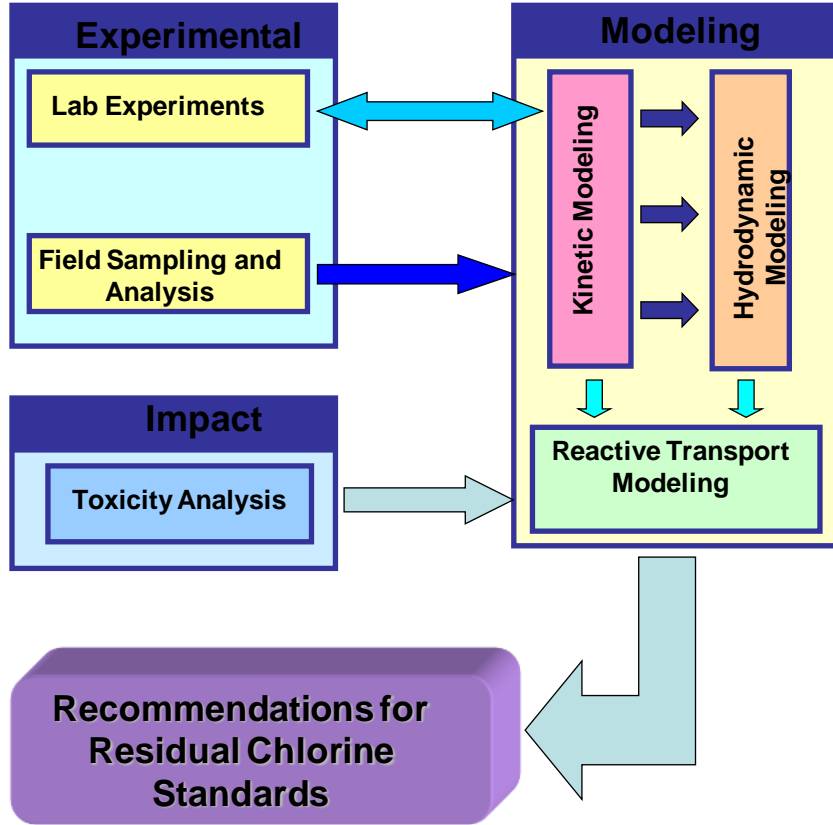 Experimental
Lab Experiments
Field Sampling and
Analysis
Modeling
Kinetic Modeling
Hydrodynamic
Modeling
Reactive Transport
Modeling
Impact
Toxicity Analysis
Recommendations for
Residual Chlorine
Standards